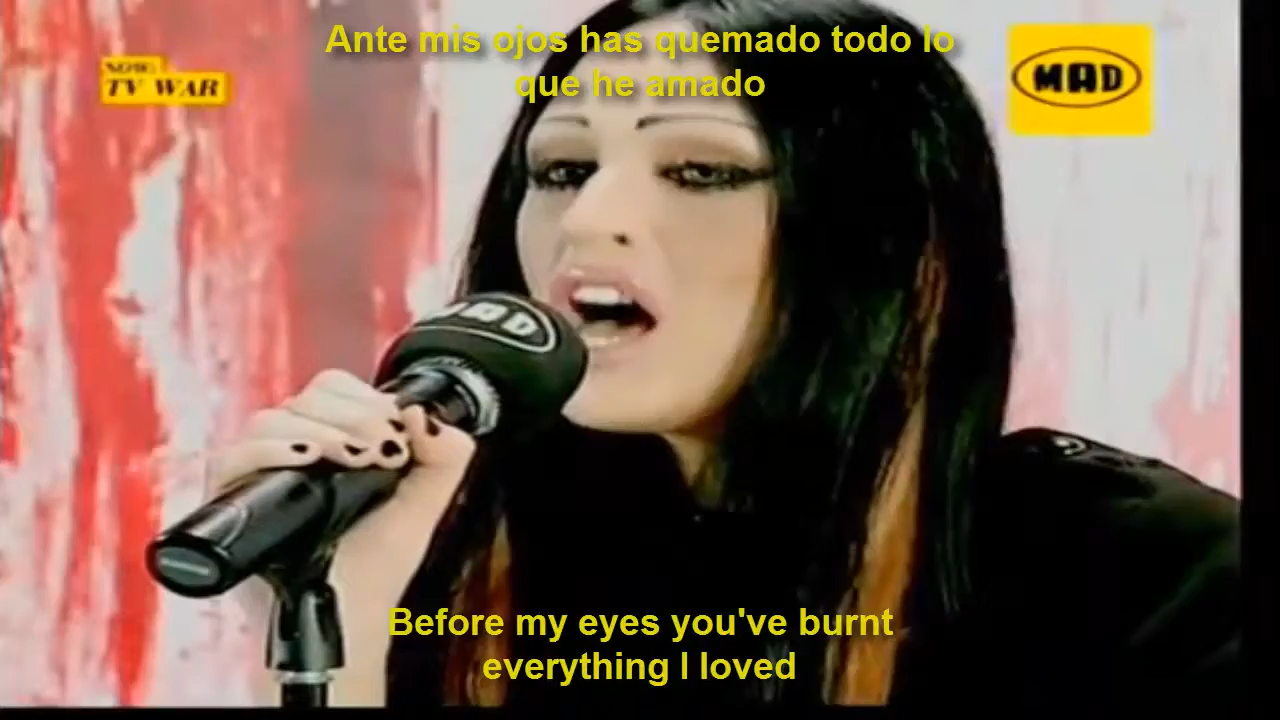 Ante mis ojos has quemado todo lo
que he amado
NOW:
TV WAR
MAD
MAD
Before my eyes you've burnt
everything I loved